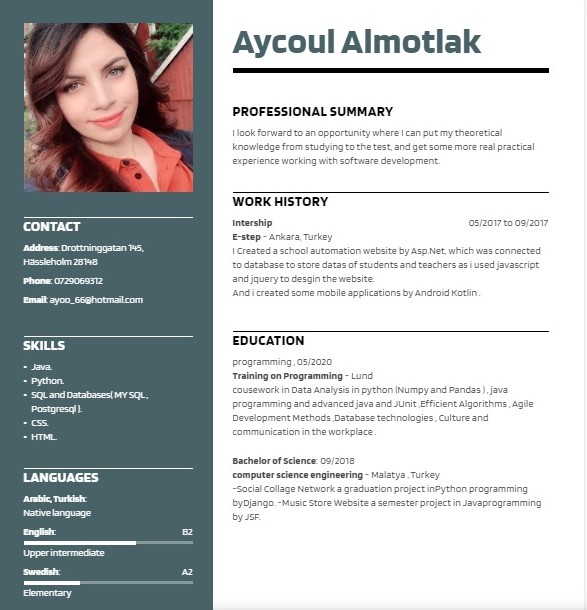 Aycoul Almotlak
CONTACT
Address: Drottninggatan 145,
Hässleholm 28148
Phone: 0729069312
Email: ayoo_66@hotmail.com
SKILLS
• Java.
• Python.
• SQL and Databases( MY SQL ,
Postgresql ).
• CSS.
• HTML.
LANGUAGES
Arabic, Turkish:
Native language
English: B2
Upper intermediate
Swedish: A2
Elementary
PROFESSIONAL SUMMARY
I look forward to an opportunity where I can put my theoretical
knowledge from studying to the test, and get some more real practical
experience working with software development.
WORK HISTORY
Intership 05/2017 to 09/2017
E-step - Ankara, Turkey
I Created a school automation website by Asp.Net, which was connected
to database to store datas of students and teachers as i used javascript
and jquery to desgin the website.
And i created some mobile applications by Android Kotlin .
EDUCATION
programming , 05/2020
Training on Programming - Lund
cousework in Data Analysis in python (Numpy and Pandas ) , java
programming and advanced java and JUnit ,Efficient Algorithms , Agile
Development Methods ,Database technologies , Culture and
communication in the workplace .
Bachelor of Science: 09/2018
computer science engineering - Malatya , Turkey
-Social Collage Network a graduation project inPython programming
byDjango. -Music Store Website a semester project in Javaprogramming
by JSF.